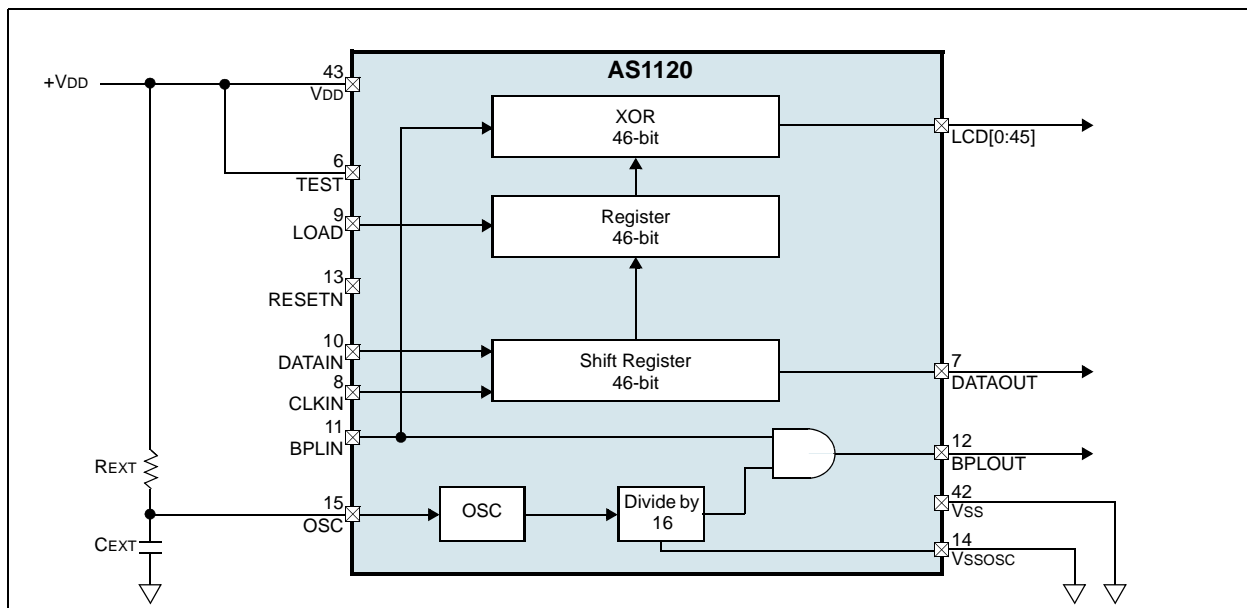 AS1120
+VDD
43
VDD
XOR
46-bit
LCD[0:45]
6
TEST
9
LOAD
Register
46-bit
13
RESETN
10
DATAIN
Shift Register
46-bit
7
DATAOUT
8
CLKIN
11
BPLIN
12
BPLOUT
REXT
15
OSC
OSC
Divide by
16
42
VSS
CEXT
14
VSSOSC